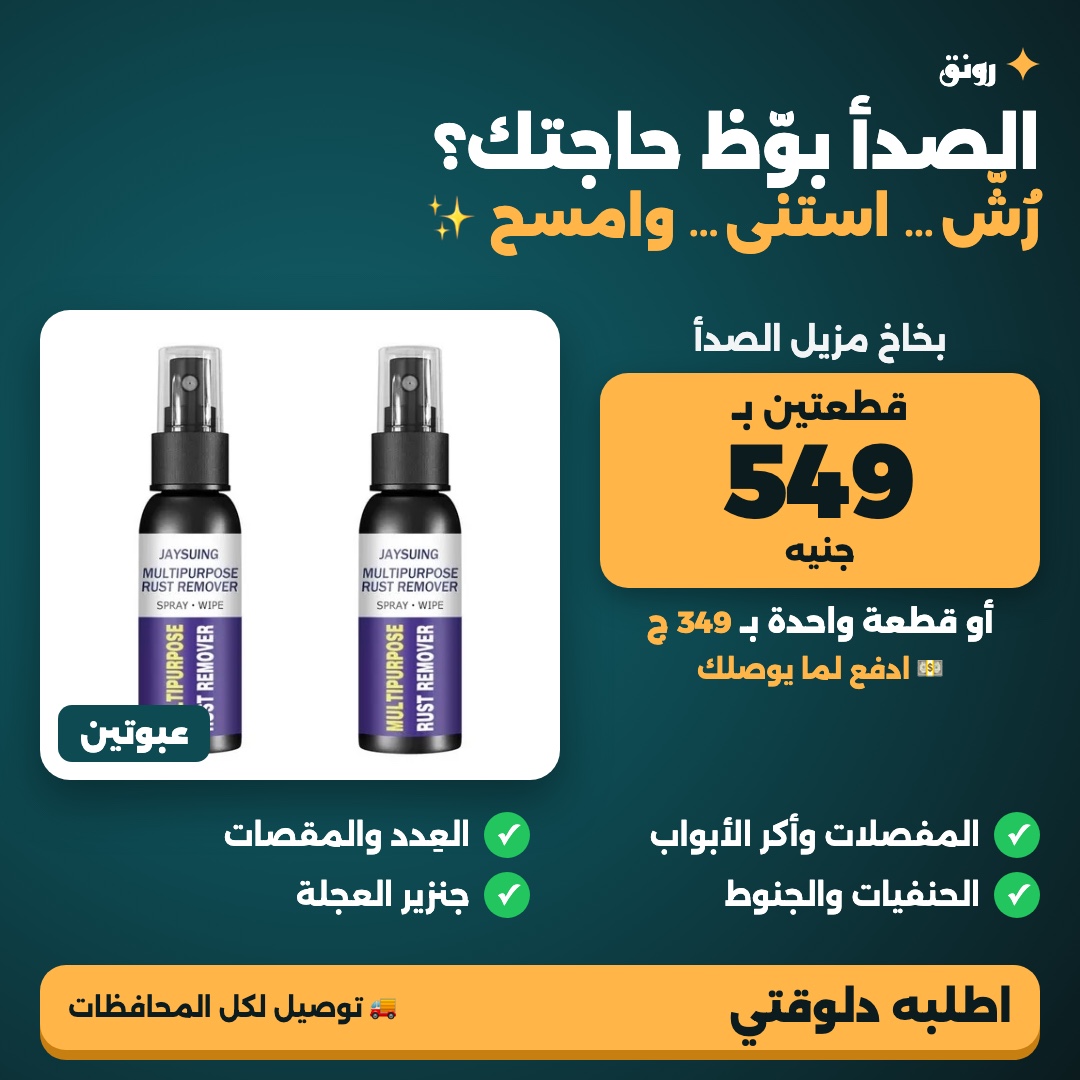 رونق
الصدأ بوّظ حاجتك؟
رُشّ... استنى... وامسح ✨
بخاخ مزيل الصدأ
قطعتين بـ
549
جنيه
أو قطعة واحدة بـ 349 ج
💵 ادفع لما يوصلك
JAYSUING
MULTIPURPOSE
RUST REMOVER
SPRAY • WIPE
MULTIPURPOSE
RUST REMOVER
JAYSUING
MULTIPURPOSE
RUST REMOVER
SPRAY • WIPE
MULTIPURPOSE
RUST REMOVER
عبوتين
المفصلات وأكر الأبواب
العِدد والمقصات
الحنفيات والجنوط
جنزير العجلة
اطلبه دلوقتي
🚚 توصيل لكل المحافظات